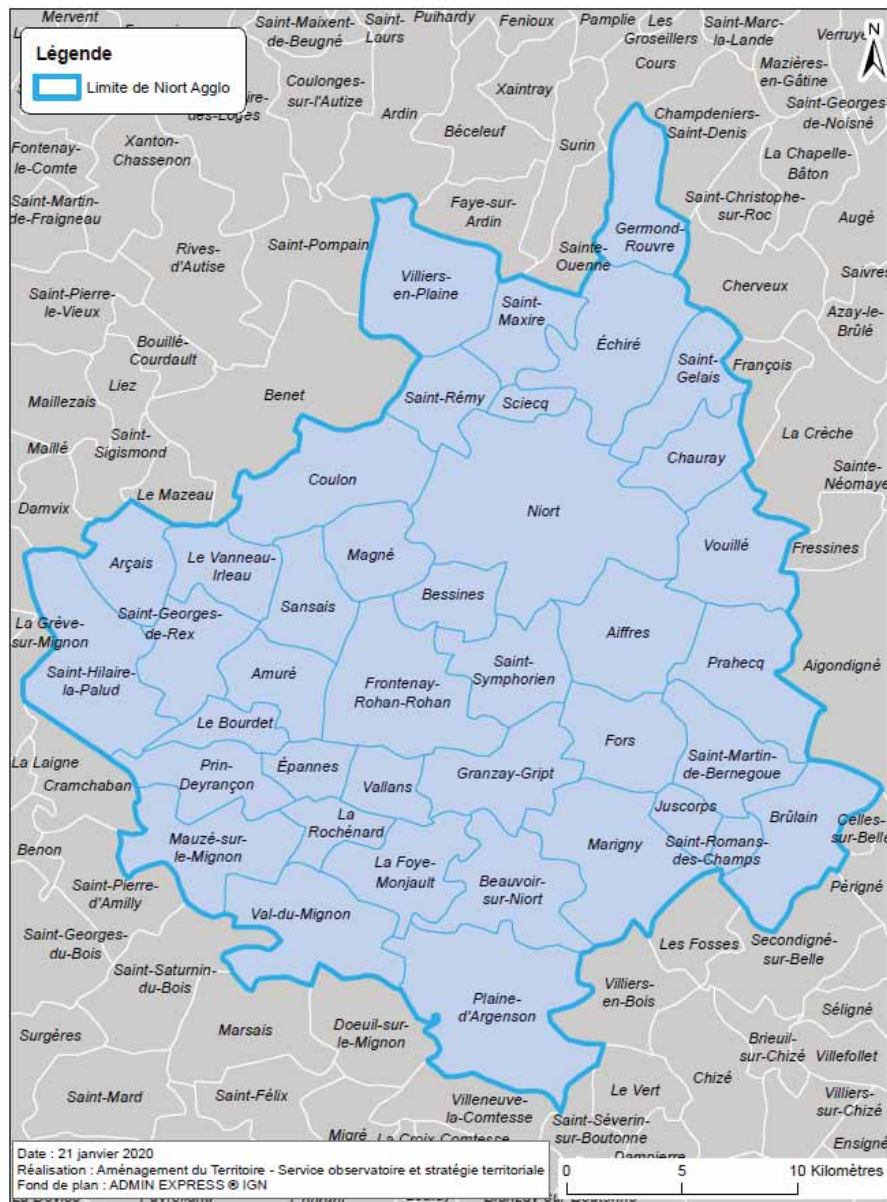 Mervent
Saint-Maixent-
de-Beugné
Saint-
Laurs
Puihardy
Fenioux
Pamplie
Les
Groseillers
Saint-Marc-
la-Lande
Verruye
N
Légende
Limite de Niort Agglo
Coulonges-
sur-l'Autize
Ardin
Xaintray
Cours
Mazières-
en-Gâtine
Saint-Georges-
de-Noisné
des-Loges
Béceleuf
Surin
Champdeniers-
Saint-Denis
La Chapelle-
Bâton
Fontenay-
le-Comte
Xanton-
Chassenon
Saint-Martin-
de-Fraigneau
Faye-sur-
Ardin
Saint-Christophe-
sur-Roc
Augé
Rives-
d'Autise
Saint-Pompain
Sainte-
Ouenne
Germond-
Rouvre
Villiers-
en-Plaine
Cherveux
Saivres
Saint-Pierre-
le-Vieux
Saint-
Maxire
Azay-le-
Brûlé
Bouillé-
Courdault
Échiré
Saint-
Gelais
François
Liez
Maillezais
Benet
Saint-Rémy
Sciecq
La Crèche
Maillé
Saint-
Sigismond
Chauray
Sainte-
Néomaye
Damvix
Le Mazeau
Coulon
Niort
Vouillé
Fressines
Arçais
Le Vanneau-
Irleau
Magné
Bessines
Sansais
La Grève-
sur-Mignon
Saint-Georges-
de-Rex
Aiffres
Prahecq
Aigondigné
Saint-Hilaire-
la-Palud
Amuré
Frontenay-
Rohan-Rohan
Saint-
Symphorien
Le Bourdet
Fors
Saint-Martin-
de-Bernegoue
La Laigne
Cramchaban
Prin-
Deyrançon
Épannes
Vallans
Granzay-Gript
Juscorps
Brûlain
Celles-
sur-Belle
La
Rochénard
Mauzé-sur-
le-Mignon
Marigny
Saint-Romans-
des-Champs
Benon
La Foye-
Monjault
Beauvoir-
sur-Niort
Périgné
Saint-Pierre-
d'Amilly
Val-du-Mignon
Saint-Georges-
du-Bois
Les Fosses
Secondigné-
sur-Belle
Saint-Saturnin-
du-Bois
Villiers-
en-Bois
Plaine-
d'Argenson
Séligné
Surgères
Marsais
Doeuil-sur-
le-Mignon
Brieuil-
sur-Chizé
Villefollet
Chizé
Saint-Mard
Saint-Félix
Villeneuve-
la-Comtesse
Le Vert
Villiers-
sur-Chizé
Saint-Séverin-
sur-Boutonne
Migré
La Croix-Comtesse
Dampierre
Ensigné
Date : 21 janvier 2020
Réalisation : Aménagement du Territoire - Service observatoire et stratégie territoriale
Fond de plan : ADMIN EXPRESS ® IGN
0 5 10 Kilomètres